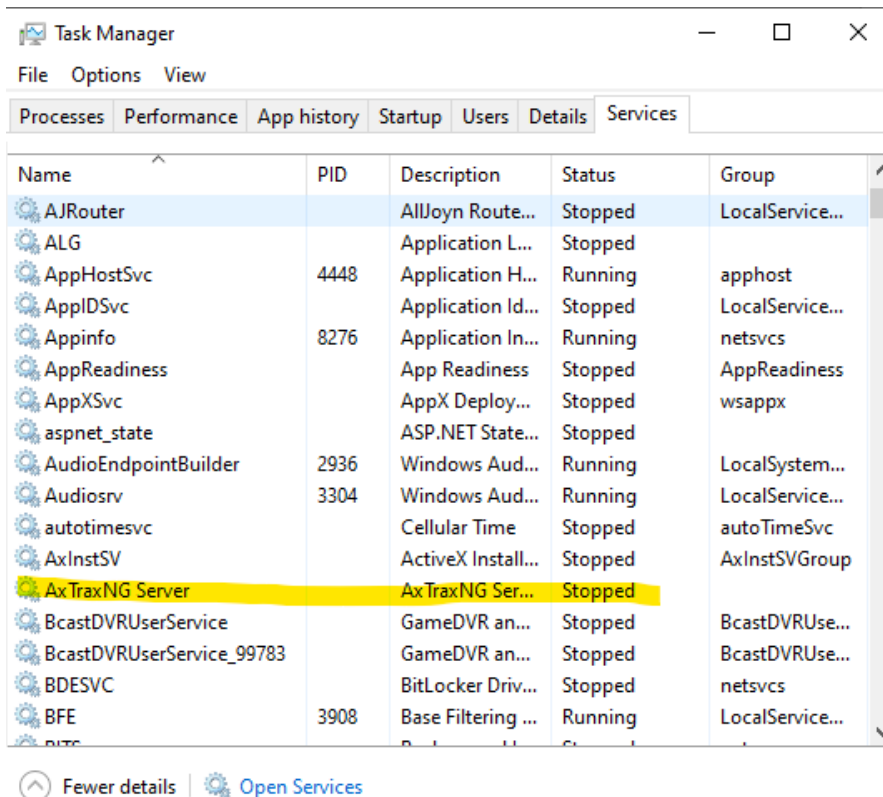 Task Manager
File Options View
Processes Performance App history Startup Users Details Services
Name PID Description Status Group
AJRouter AllJoyn Route... Stopped LocalService...
ALG Application L... Stopped
AppHostSvc 4448 Application H... Running apphost
AppIDSvc Application Id... Stopped LocalService...
Appinfo 8276 Application In... Running netsvcs
AppReadiness App Readiness Stopped AppReadiness
AppXSvc AppX Deploy... Stopped wsappx
aspnet_state ASP.NET State... Stopped
AudioEndpointBuilder 2936 Windows Aud... Running LocalSystem...
Audiosrv 3304 Windows Aud... Running LocalService...
autotimesvc Cellular Time Stopped autoTimeSvc
AxInstSV ActiveX Install... Stopped AxInstSVGroup
AxTraxNG Server AxTraxNG Ser... Stopped
BcastDVRUserService GameDVR an... Stopped BcastDVRUse...
BcastDVRUserService_99783 GameDVR an... Stopped BcastDVRUse...
BDESVC BitLocker Driv... Stopped netsvcs
BFE 3908 Base Filtering ... Running LocalService...
Fewer details Open Services